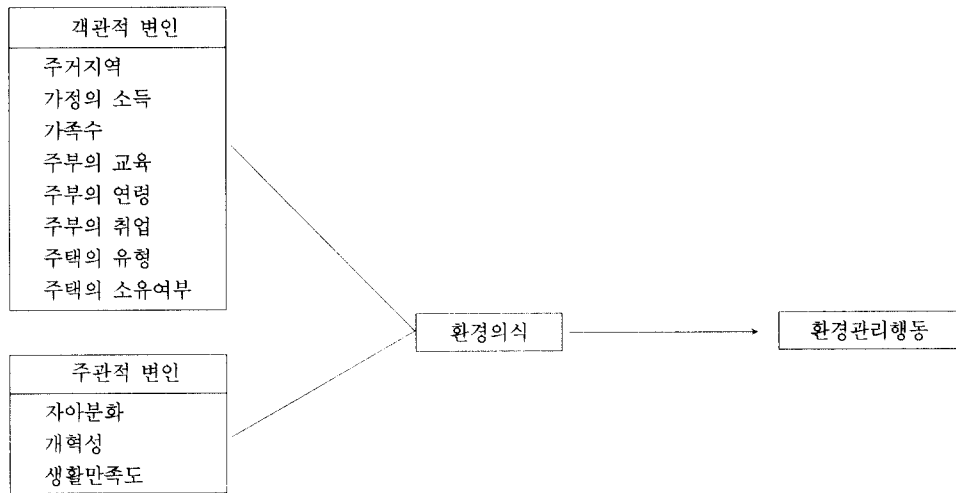 객관적 변인
주거지역
가정의 소득
가족수
주부의 교육
주부의 연령
주부의 취업
주택의 유형
주택의 소유여부
환경의식
환경관리행동
주관적 변인
자아분화
개혁성
생활만족도